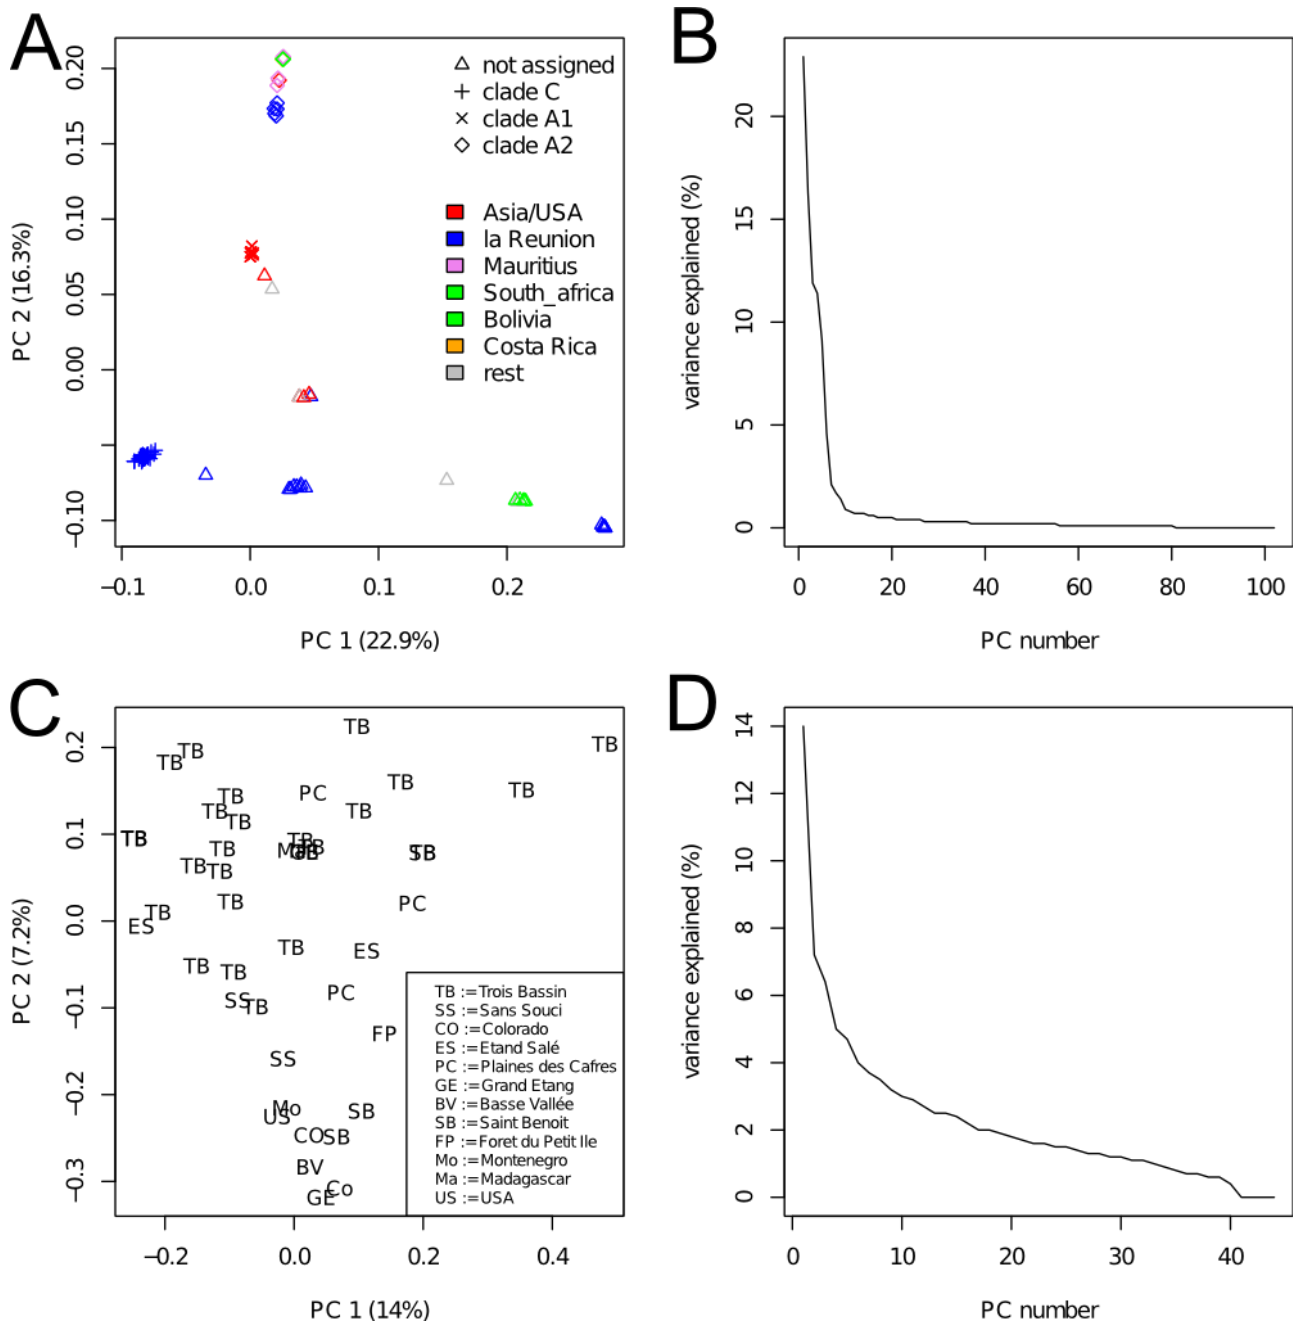 A
0.20
0.15
0.10
0.05
0.00
−0.10
PC 2 (16.3%)
−0.1
0.0
0.1
0.2
PC 1 (22.9%)
not assigned
clade C
clade A1
clade A2
Asia/USA
la Reunion
Mauritius
South_africa
Bolivia
Costa Rica
rest
B
20
15
10
5
0
variance explained (%)
0
20
40
60
80
100
PC number
C
0.2
0.1
0.0
−0.1
−0.2
−0.3
PC 2 (7.2%)
TB
TB
TB
TB
TB
TB
TB
PC
TB
TB
TB
TB
TB
TB
TB
SB
TB
TB
TB
PC
TB
TB
ES
TB
ES
TB
TB
PC
SS
TB
FP
SS
Mo
US
SB
CO
SB
BV
Co
GE
−0.2
0.0
0.2
0.4
PC 1 (14%)
TB :=Trois Bassin
SS :=Sans Souci
CO :=Colorado
ES :=Etand Salé
PC :=Plaines des Cafres
GE :=Grand Etang
BV :=Basse Vallée
SB :=Saint Benoit
FP :=Foret du Petit Ile
Mo :=Montenegro
Ma :=Madagascar
US :=USA
D
14
12
10
8
6
4
2
0
variance explained (%)
0
10
20
30
40
PC number